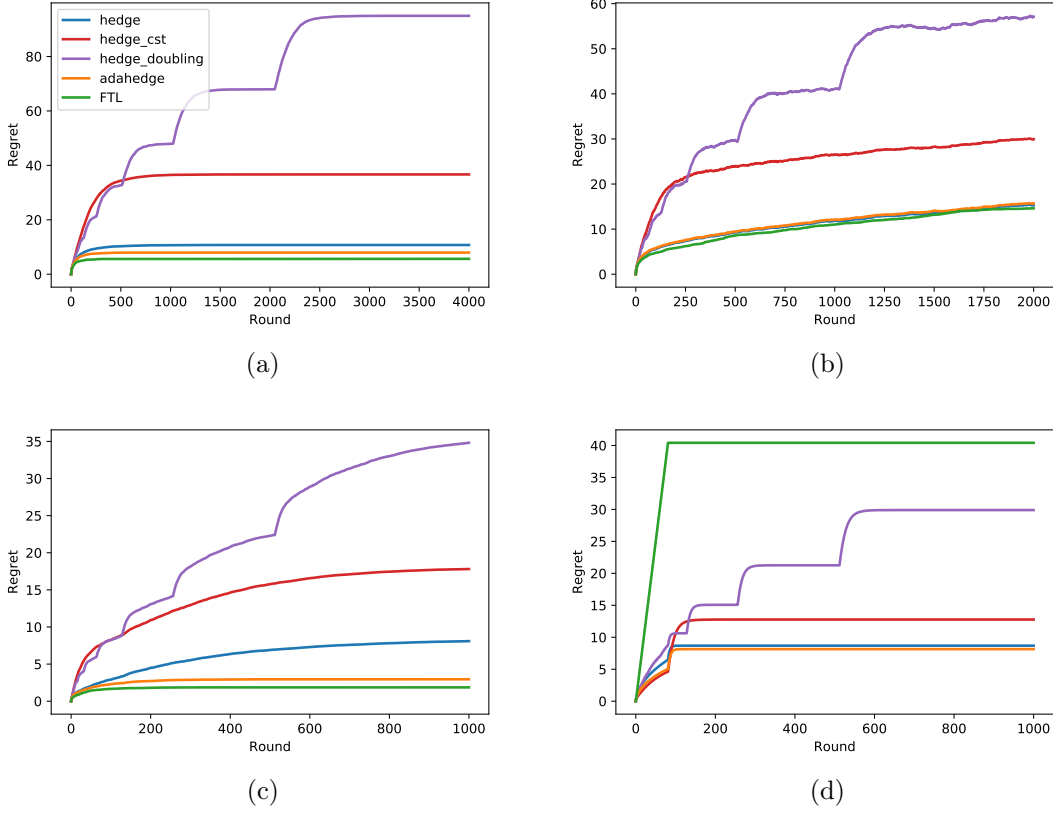 hedge
hedge_cst
hedge_doubling
adahedge
FTL
Regret
80
60
40
20
0
0 500 1000 1500 2000 2500 3000 3500 4000
Round
(a)
Regret
60
50
40
30
20
10
0
0 250 500 750 1000 1250 1500 1750 2000
Round
(b)
Regret
35
30
25
20
15
10
5
0
0 200 400 600 800 1000
Round
(c)
Regret
40
35
30
25
20
15
10
5
0
0 200 400 600 800 1000
Round
(d)